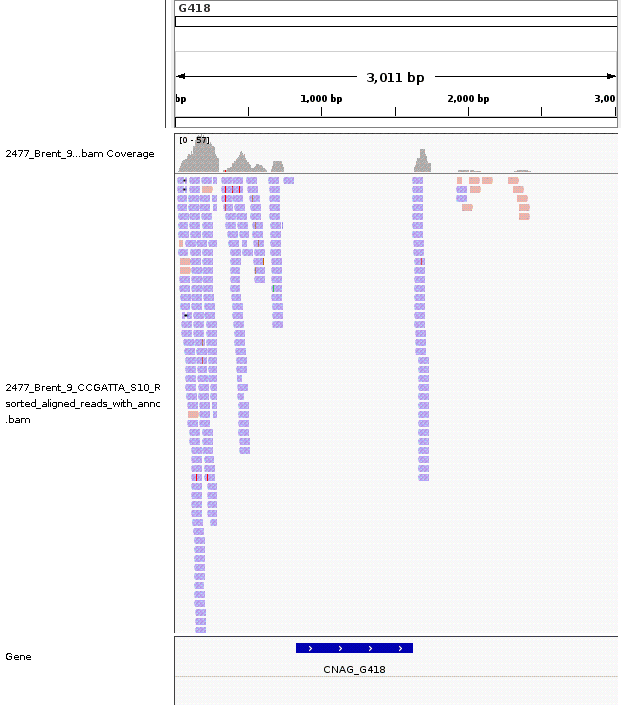 G418
3,011 bp
bp
1,000 bp
2,000 bp
3,00
[0 - 57]
2477_Brent_9...bam Coverage
2477_Brent_9_CCGATTA_S10_R
sorted_aligned_reads_with_annc
.bam
Gene
CNAG_G418